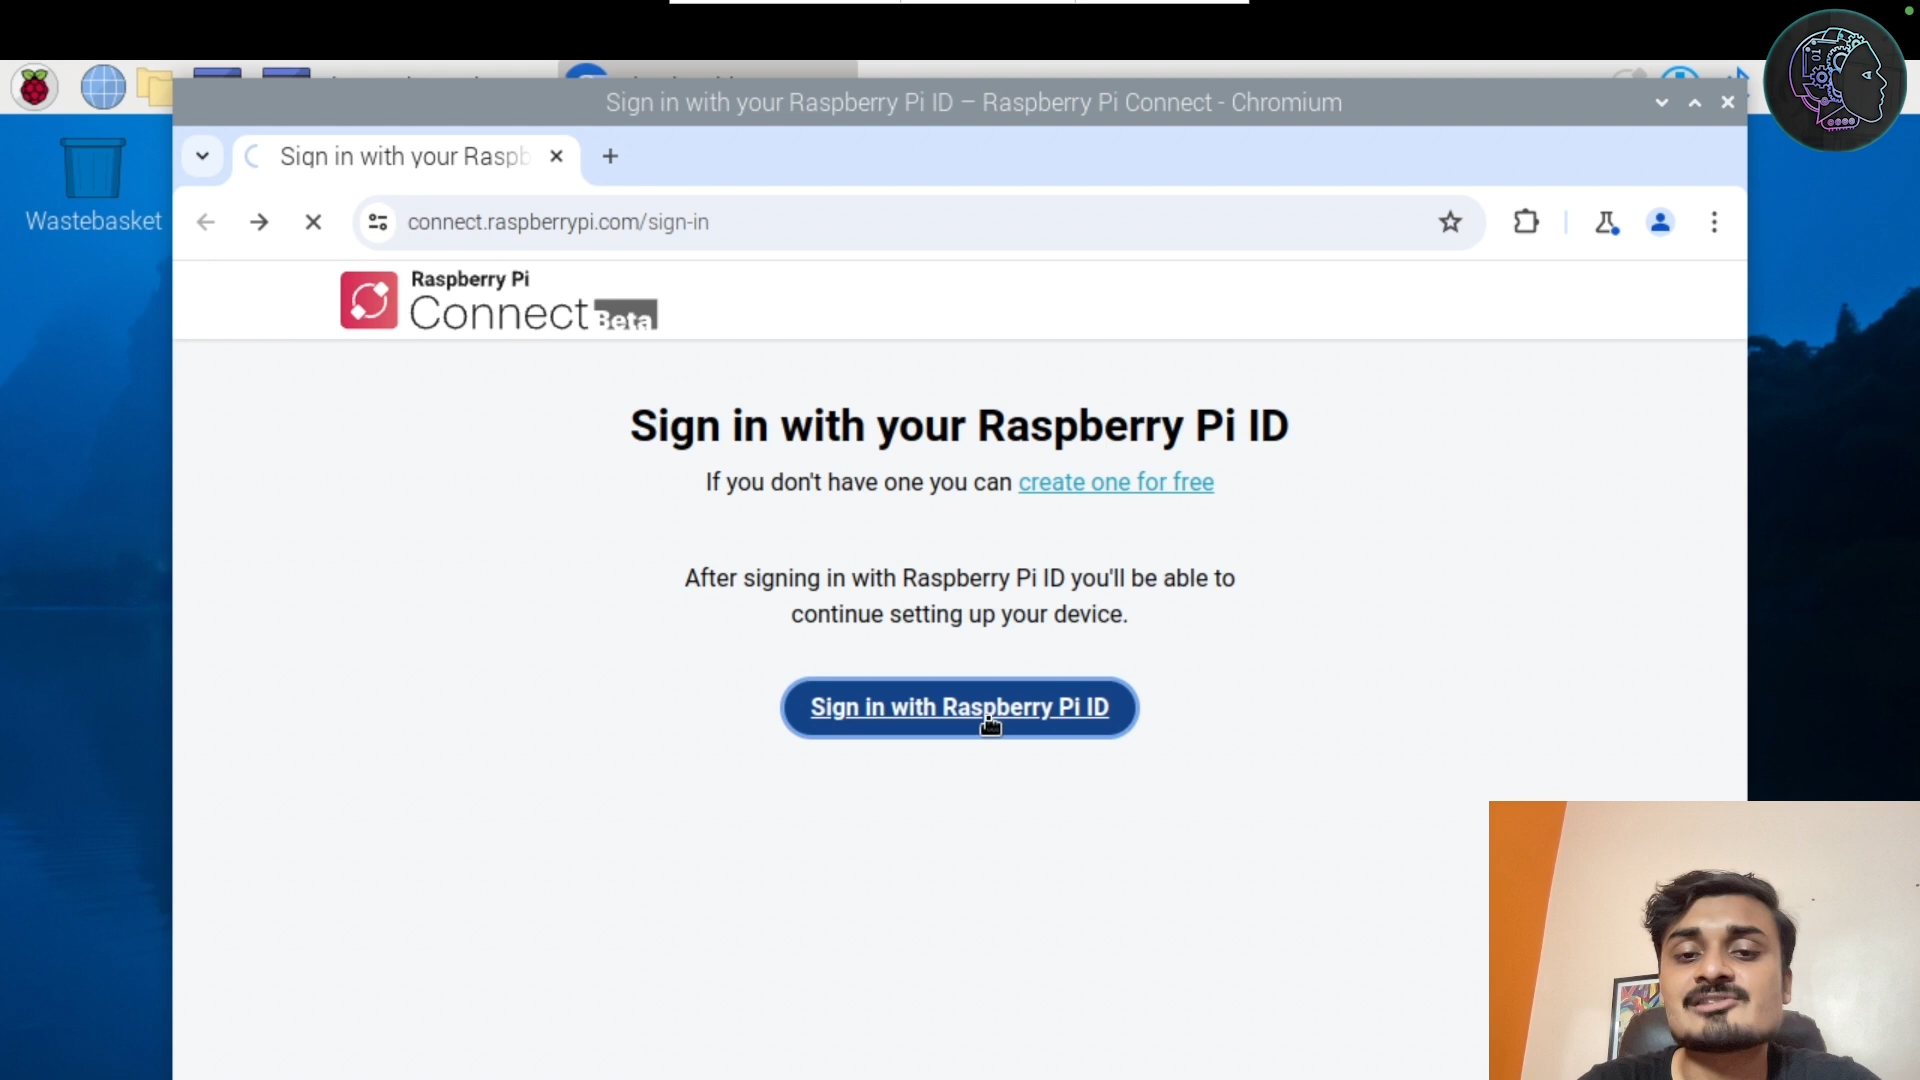 Sign in with your Raspberry Pi ID – Raspberry Pi Connect - Chromium
Sign in with your Raspb
Wastebasket
connect.raspberrypi.com/sign-in
Raspberry Pi
Connect Beta
Sign in with your Raspberry Pi ID
If you don't have one you can create one for free
After signing in with Raspberry Pi ID you'll be able to
continue setting up your device.
Sign in with Raspberry Pi ID